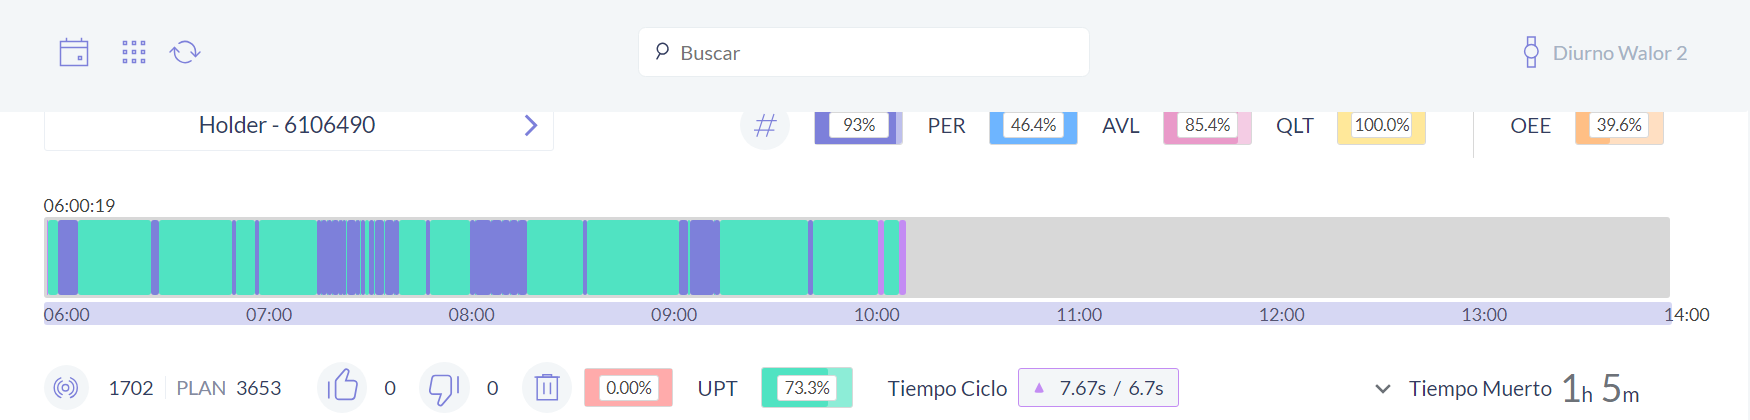 Buscar
Diurno Walor 2
Holder - 6106490
# 93% PER 46.4% AVL 85.4% QLT 100.0% OEE 39.6%
06:00:19
06:00 07:00 08:00 09:00 10:00 11:00 12:00 13:00 14:00
1702 PLAN 3653 0 0 0.00% UPT 73.3% Tiempo Ciclo ▲ 7.67s / 6.7s Tiempo Muerto 1h 5m